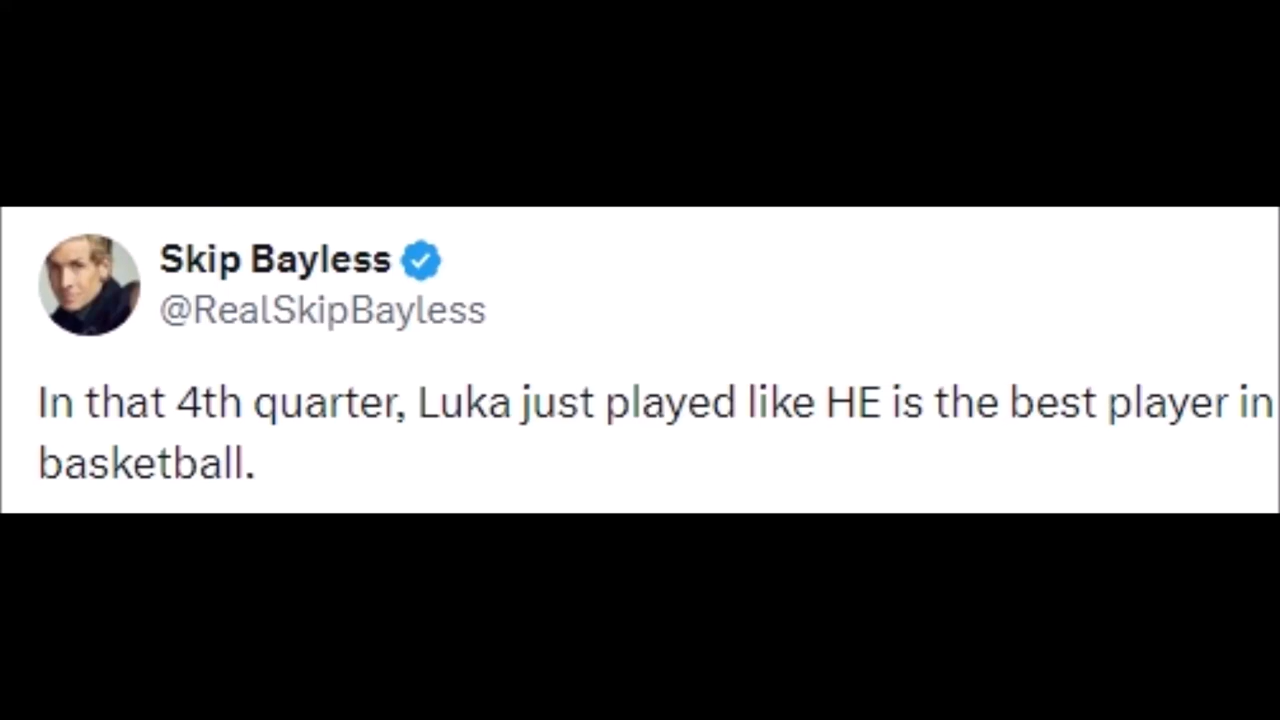 Skip Bayless
@RealSkipBayless
In that 4th quarter, Luka just played like HE is the best player in
basketball.